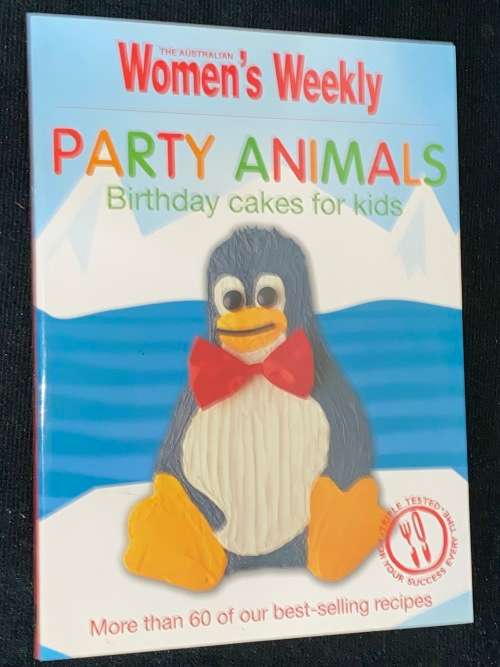 THE AUSTRALIAN
Women's Weekly
PARTY ANIMALS
Birthday cakes for kids
TRIPLE TESTED • FOR YOUR SUCCESS EVERY TIME •
More than 60 of our best-selling recipes